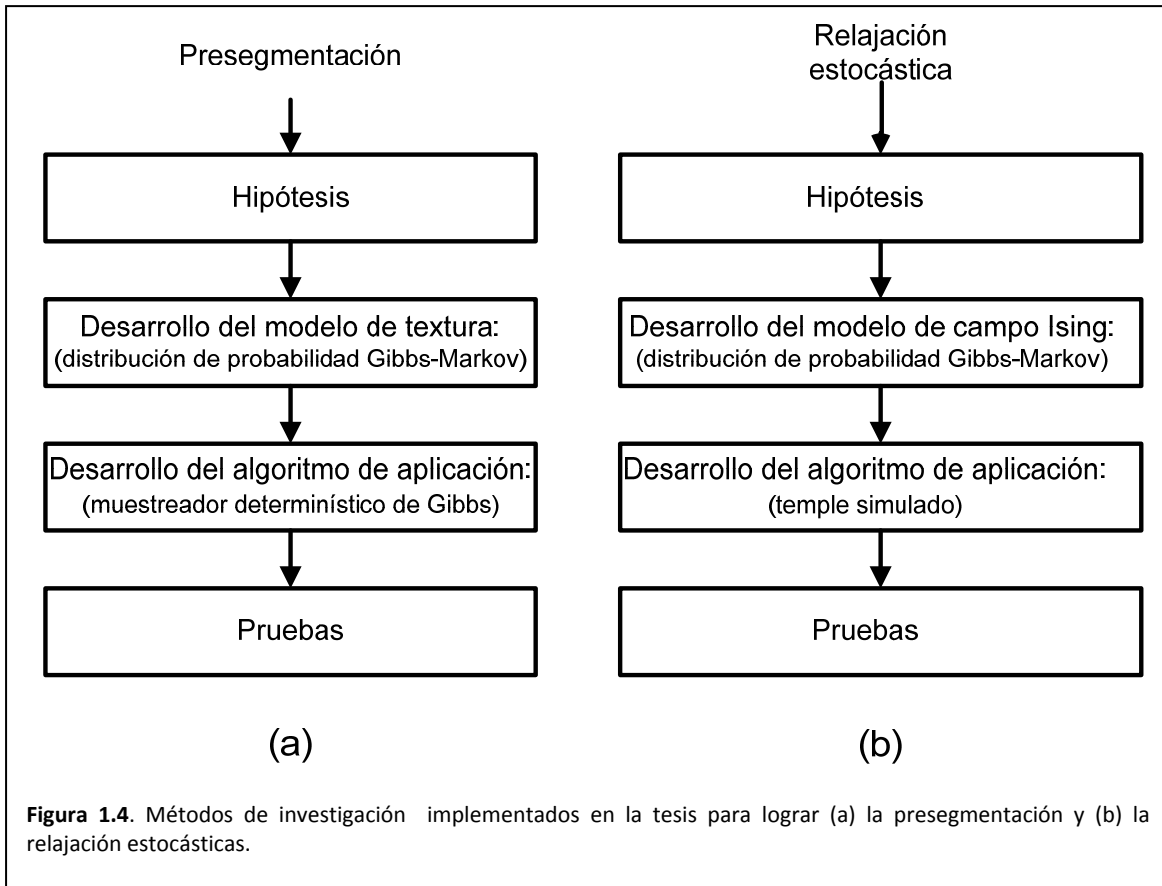 Presegmentación
Hipótesis
Desarrollo del modelo de textura:
(distribución de probabilidad Gibbs-Markov)
Desarrollo del algoritmo de aplicación:
(muestreador determinístico de Gibbs)
Pruebas
(a)
Relajación
estocástica
Hipótesis
Desarrollo del modelo de campo Ising:
(distribución de probabilidad Gibbs-Markov)
Desarrollo del algoritmo de aplicación:
(temple simulado)
Pruebas
(b)
Figura 1.4. Métodos de investigación implementados en la tesis para lograr (a) la presegmentación y (b) la
relajación estocásticas.